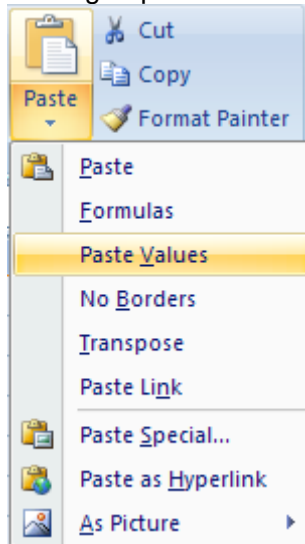 Cut
Copy
Paste
Format Painter
Paste
Formulas
Paste Values
No Borders
Transpose
Paste Link
Paste Special...
Paste as Hyperlink
As Picture